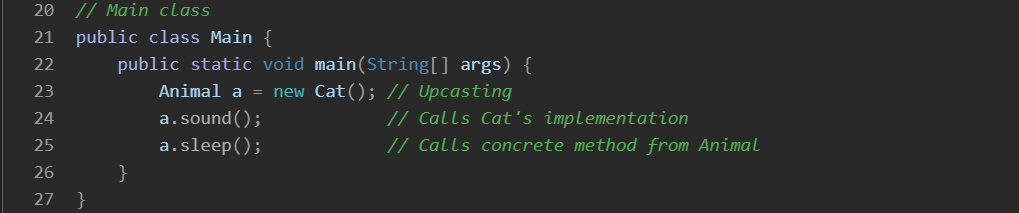 20 // Main class
21 public class Main {
22     public static void main(String[] args) {
23         Animal a = new Cat(); // Upcasting
24         a.sound();            // Calls Cat's implementation
25         a.sleep();            // Calls concrete method from Animal
26     }
27 }